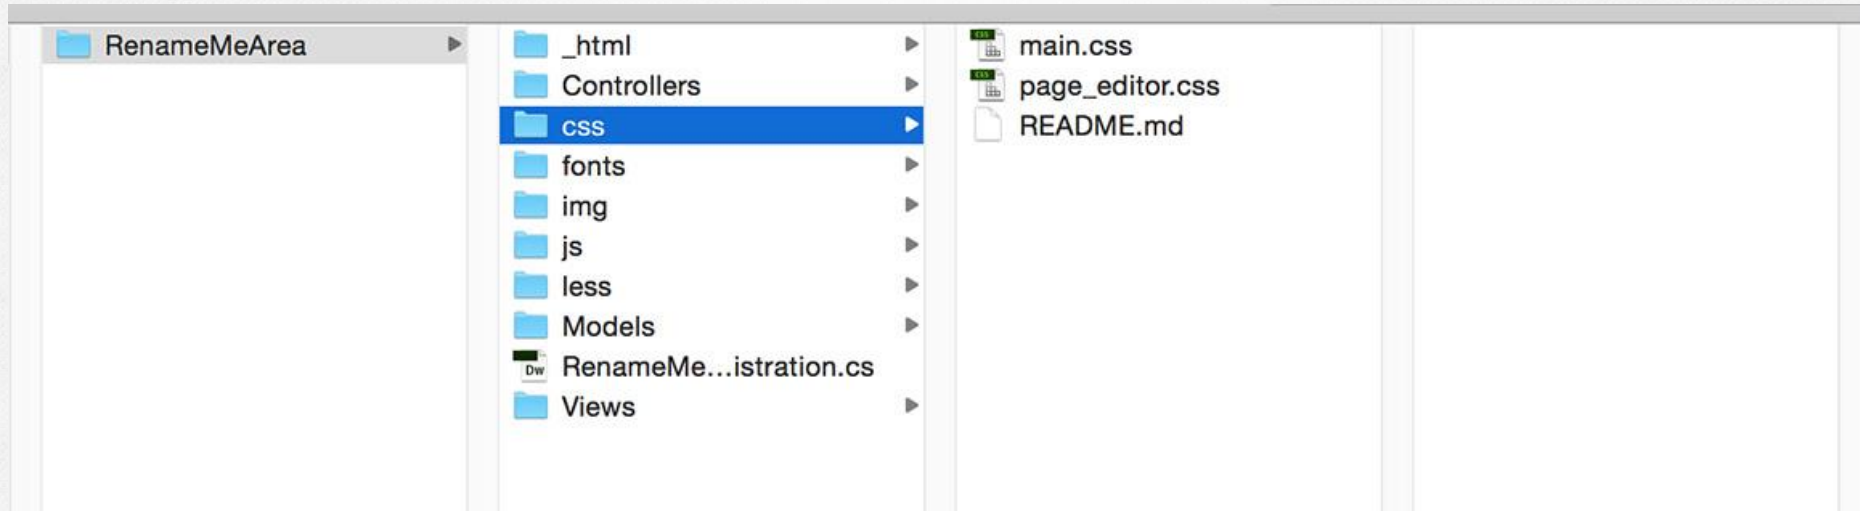 RenameMeArea
_html
Controllers
css
fonts
img
js
less
Models
RenameMe...istration.cs
Views
main.css
page_editor.css
README.md